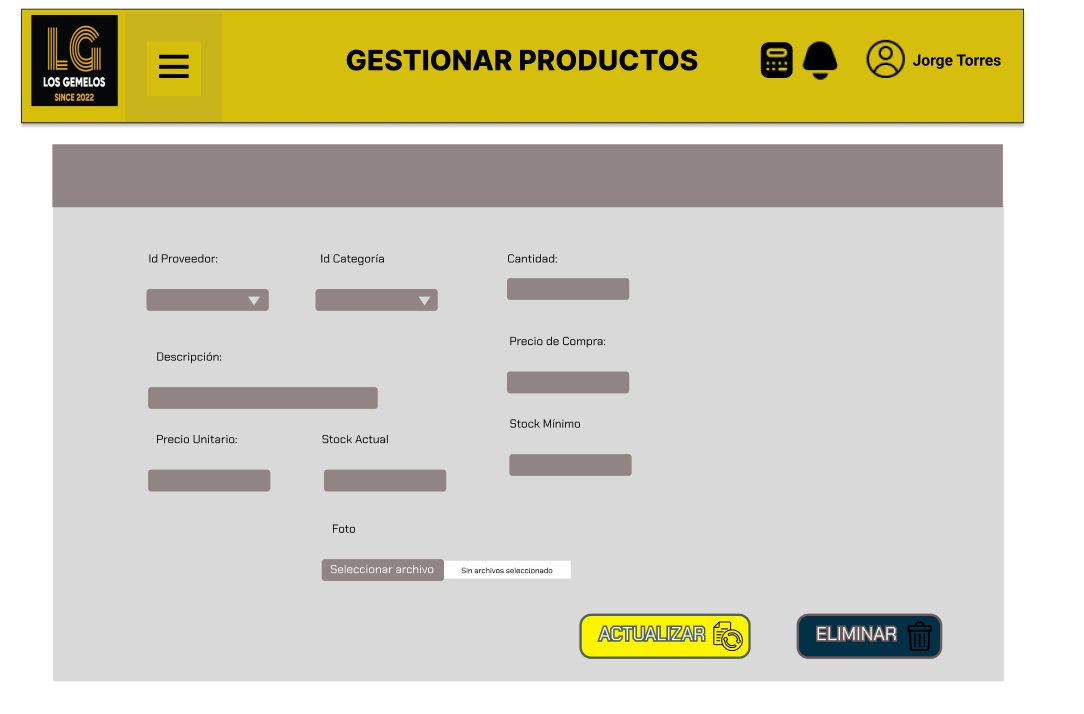 LG
LOS GEMELOS
SINCE 2022
GESTIONAR PRODUCTOS
Jorge Torres
Id Proveedor:
Id Categoría
Cantidad:
Precio de Compra:
Descripción:
Stock Mínimo
Precio Unitario:
Stock Actual
Foto
Seleccionar archivo
Sin archivos seleccionado
ACTUALIZAR
ELIMINAR